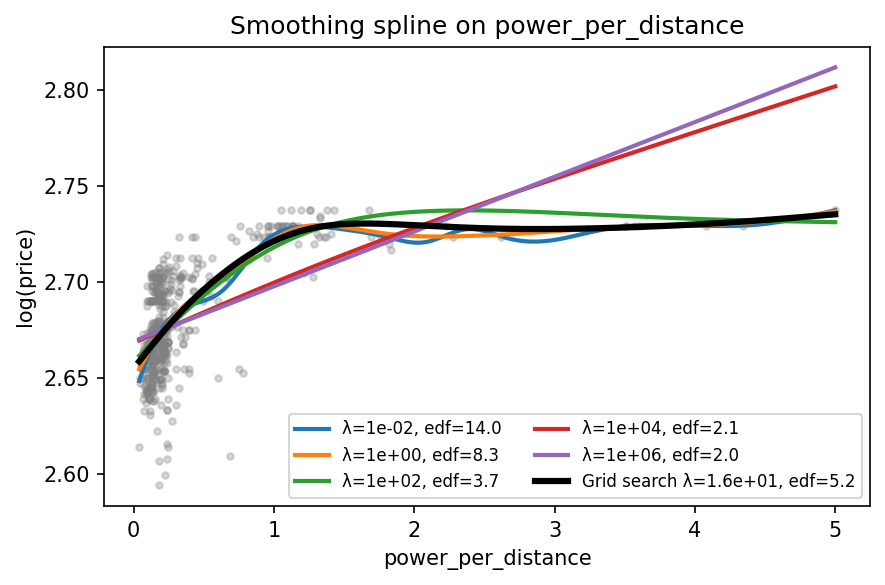 Smoothing spline on power_per_distance
log(price)
2.80
2.75
2.70
2.65
2.60
λ=1e-02, edf=14.0
λ=1e+00, edf=8.3
λ=1e+02, edf=3.7
λ=1e+04, edf=2.1
λ=1e+06, edf=2.0
Grid search λ=1.6e+01, edf=5.2
0 1 2 3 4 5
power_per_distance